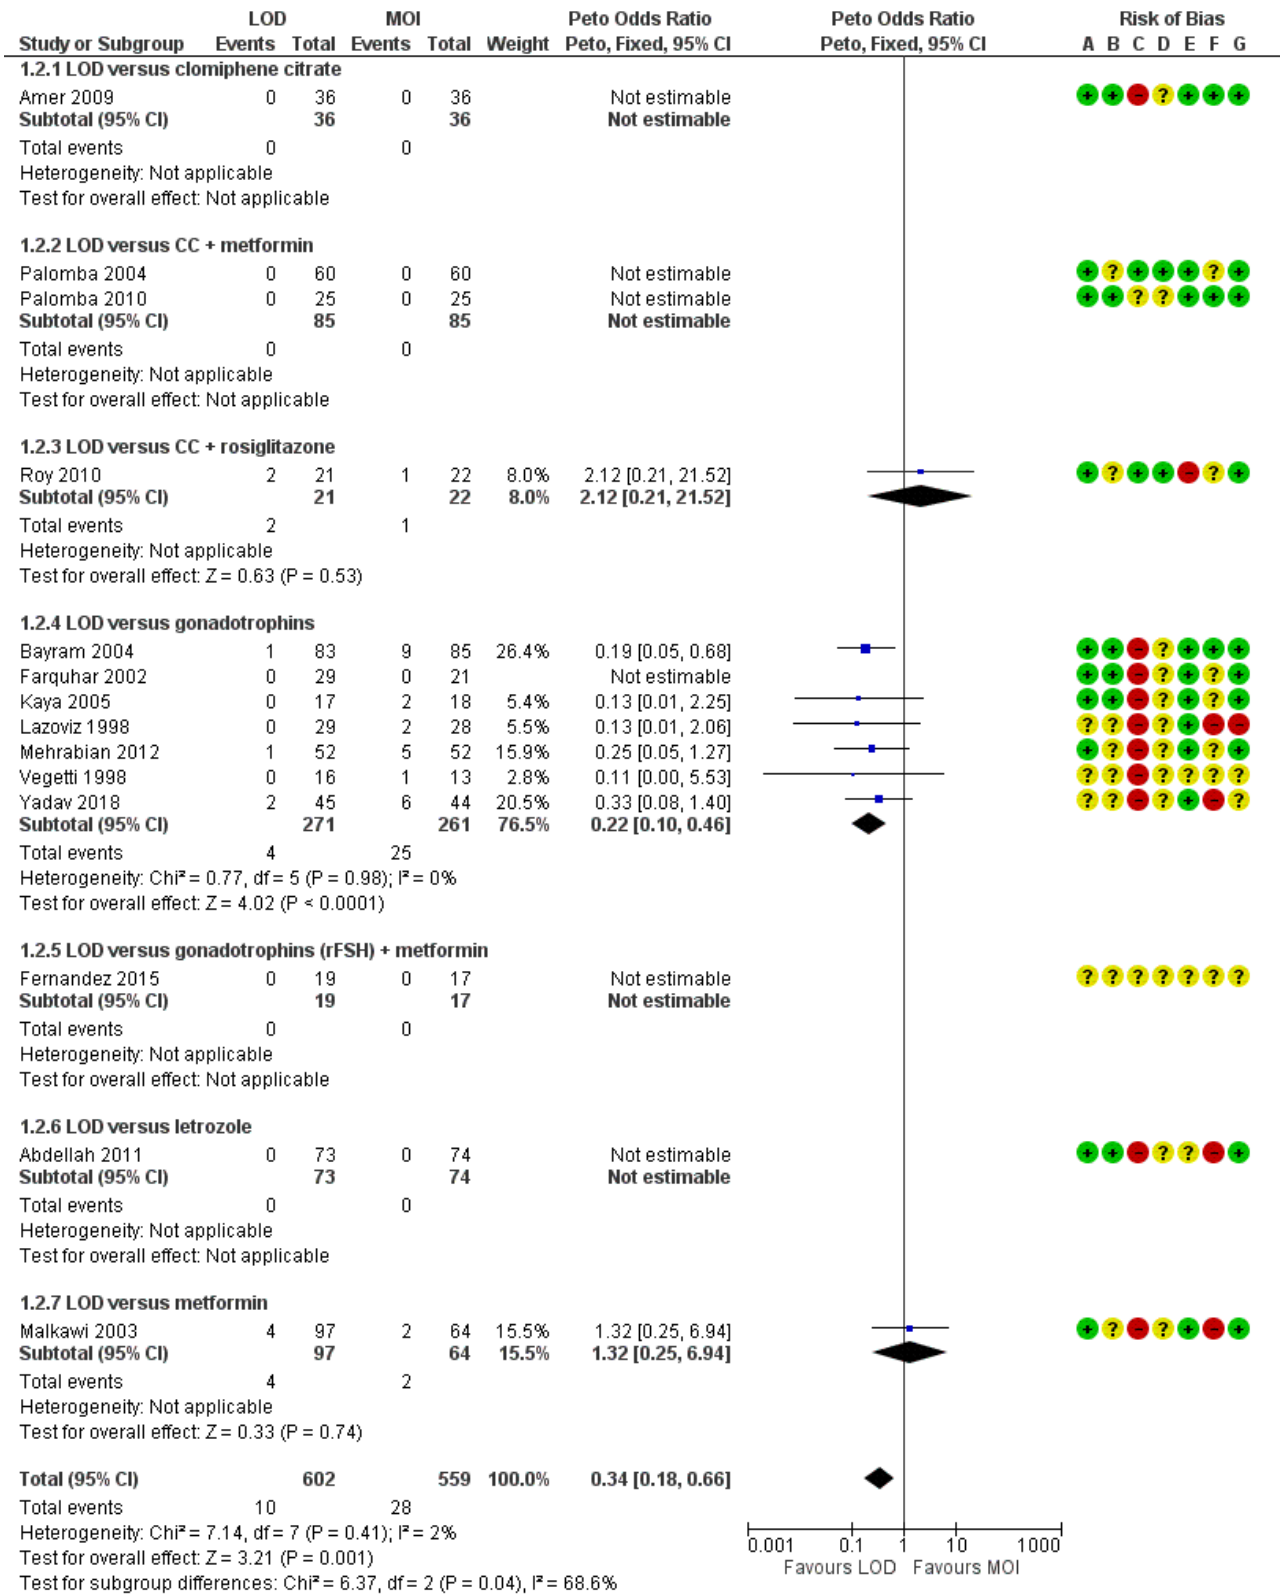 LOD MOI Peto Odds Ratio Peto Odds Ratio Risk of Bias
Study or Subgroup Events Total Events Total Weight Peto, Fixed, 95% CI Peto, Fixed, 95% CI A B C D E F G
1.2.1 LOD versus clomiphene citrate
Amer 2009 0 36 0 36 Not estimable + + - ? + + +
Subtotal (95% CI) 36 36 Not estimable
Total events 0 0
Heterogeneity: Not applicable
Test for overall effect: Not applicable
1.2.2 LOD versus CC + metformin
Palomba 2004 0 60 0 60 Not estimable + ? + + + ? +
Palomba 2010 0 25 0 25 Not estimable + + ? ? + + +
Subtotal (95% CI) 85 85 Not estimable
Total events 0 0
Heterogeneity: Not applicable
Test for overall effect: Not applicable
1.2.3 LOD versus CC + rosiglitazone
Roy 2010 2 21 1 22 8.0% 2.12 [0.21, 21.52] + ? + + - ? +
Subtotal (95% CI) 21 22 8.0% 2.12 [0.21, 21.52]
Total events 2 1
Heterogeneity: Not applicable
Test for overall effect: Z = 0.63 (P = 0.53)
1.2.4 LOD versus gonadotrophins
Bayram 2004 1 83 9 85 26.4% 0.19 [0.05, 0.68] + + - ? + + +
Farquhar 2002 0 29 0 21 Not estimable + + - ? + ? +
Kaya 2005 0 17 2 18 5.4% 0.13 [0.01, 2.25] + + - ? + ? +
Lazoviz 1998 0 29 2 28 5.5% 0.13 [0.01, 2.06] ? ? - ? + - -
Mehrabian 2012 1 52 5 52 15.9% 0.25 [0.05, 1.27] + ? - ? + ? +
Vegetti 1998 0 16 1 13 2.8% 0.11 [0.00, 5.53] ? ? - ? ? ? ?
Yadav 2018 2 45 6 44 20.5% 0.33 [0.08, 1.40] ? ? - ? + - ?
Subtotal (95% CI) 271 261 76.5% 0.22 [0.10, 0.46]
Total events 4 25
Heterogeneity: Chi² = 0.77, df = 5 (P = 0.98); I² = 0%
Test for overall effect: Z = 4.02 (P < 0.0001)
1.2.5 LOD versus gonadotrophins (rFSH) + metformin
Fernandez 2015 0 19 0 17 Not estimable ? ? ? ? ? ? ?
Subtotal (95% CI) 19 17 Not estimable
Total events 0 0
Heterogeneity: Not applicable
Test for overall effect: Not applicable
1.2.6 LOD versus letrozole
Abdellah 2011 0 73 0 74 Not estimable + + - ? ? - +
Subtotal (95% CI) 73 74 Not estimable
Total events 0 0
Heterogeneity: Not applicable
Test for overall effect: Not applicable
1.2.7 LOD versus metformin
Malkawi 2003 4 97 2 64 15.5% 1.32 [0.25, 6.94] + ? - ? + - +
Subtotal (95% CI) 97 64 15.5% 1.32 [0.25, 6.94]
Total events 4 2
Heterogeneity: Not applicable
Test for overall effect: Z = 0.33 (P = 0.74)
Total (95% CI) 602 559 100.0% 0.34 [0.18, 0.66]
Total events 10 28
Heterogeneity: Chi² = 7.14, df = 7 (P = 0.41); I² = 2%
Test for overall effect: Z = 3.21 (P = 0.001)
Test for subgroup differences: Chi² = 6.37, df = 2 (P = 0.04), I² = 68.6%
0.001 0.1 1 10 1000
Favours LOD Favours MOI